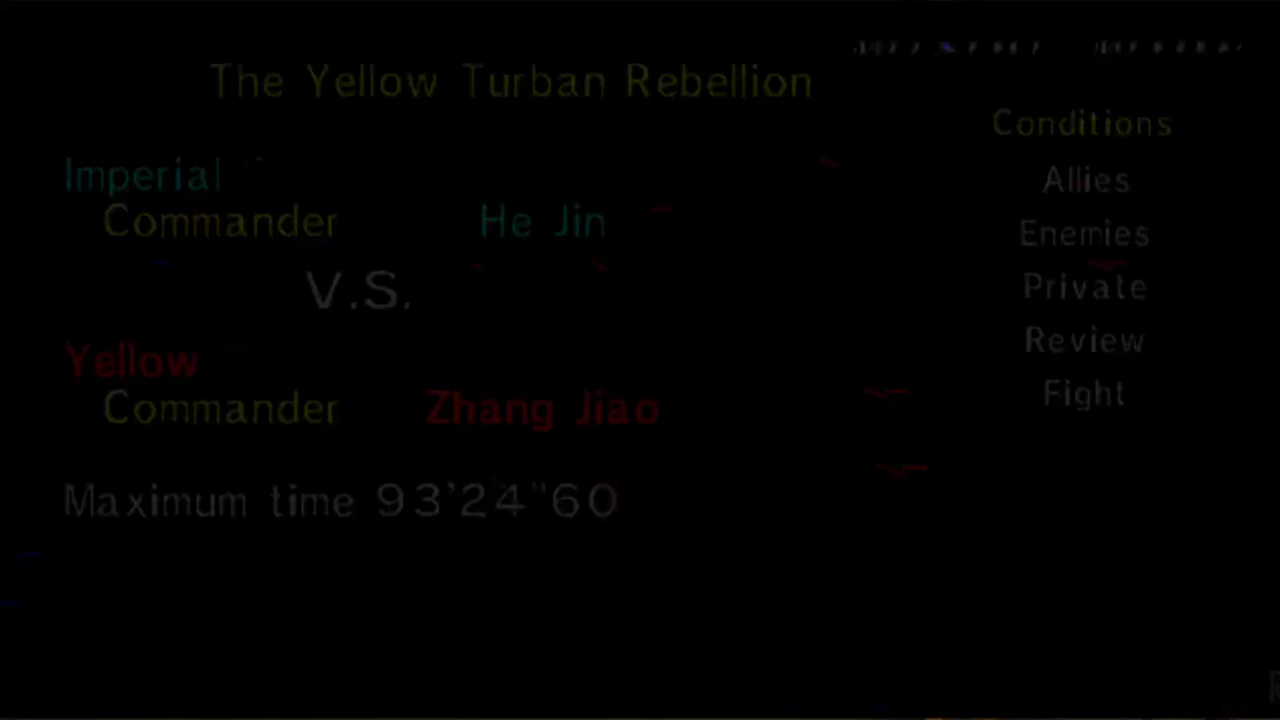 The Yellow Turban Rebellion
Imperial
Commander He Jin
V.S.
Yellow
Commander Zhang Jiao
Maximum time 93'24"60
Conditions
Allies
Enemies
Private
Review
Fight